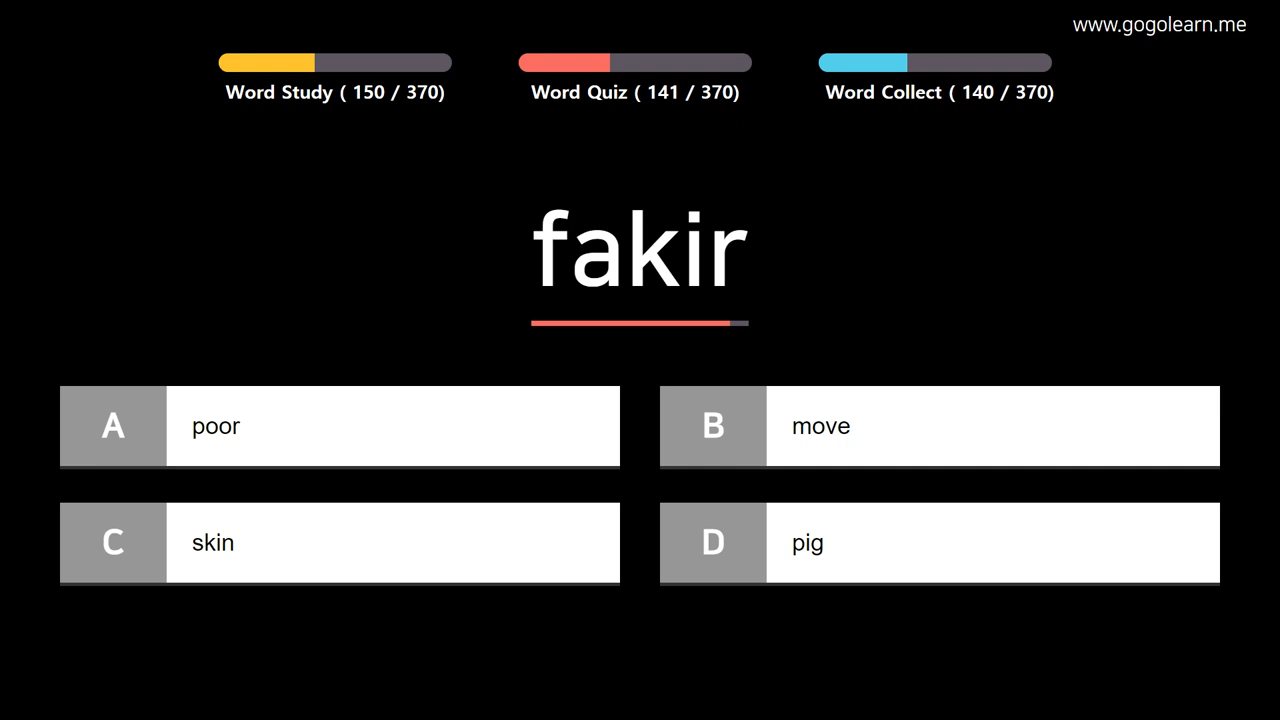 www.gogolearn.me
Word Study ( 150 / 370)
Word Quiz ( 141 / 370)
Word Collect ( 140 / 370)
fakir
A poor
B move
C skin
D pig